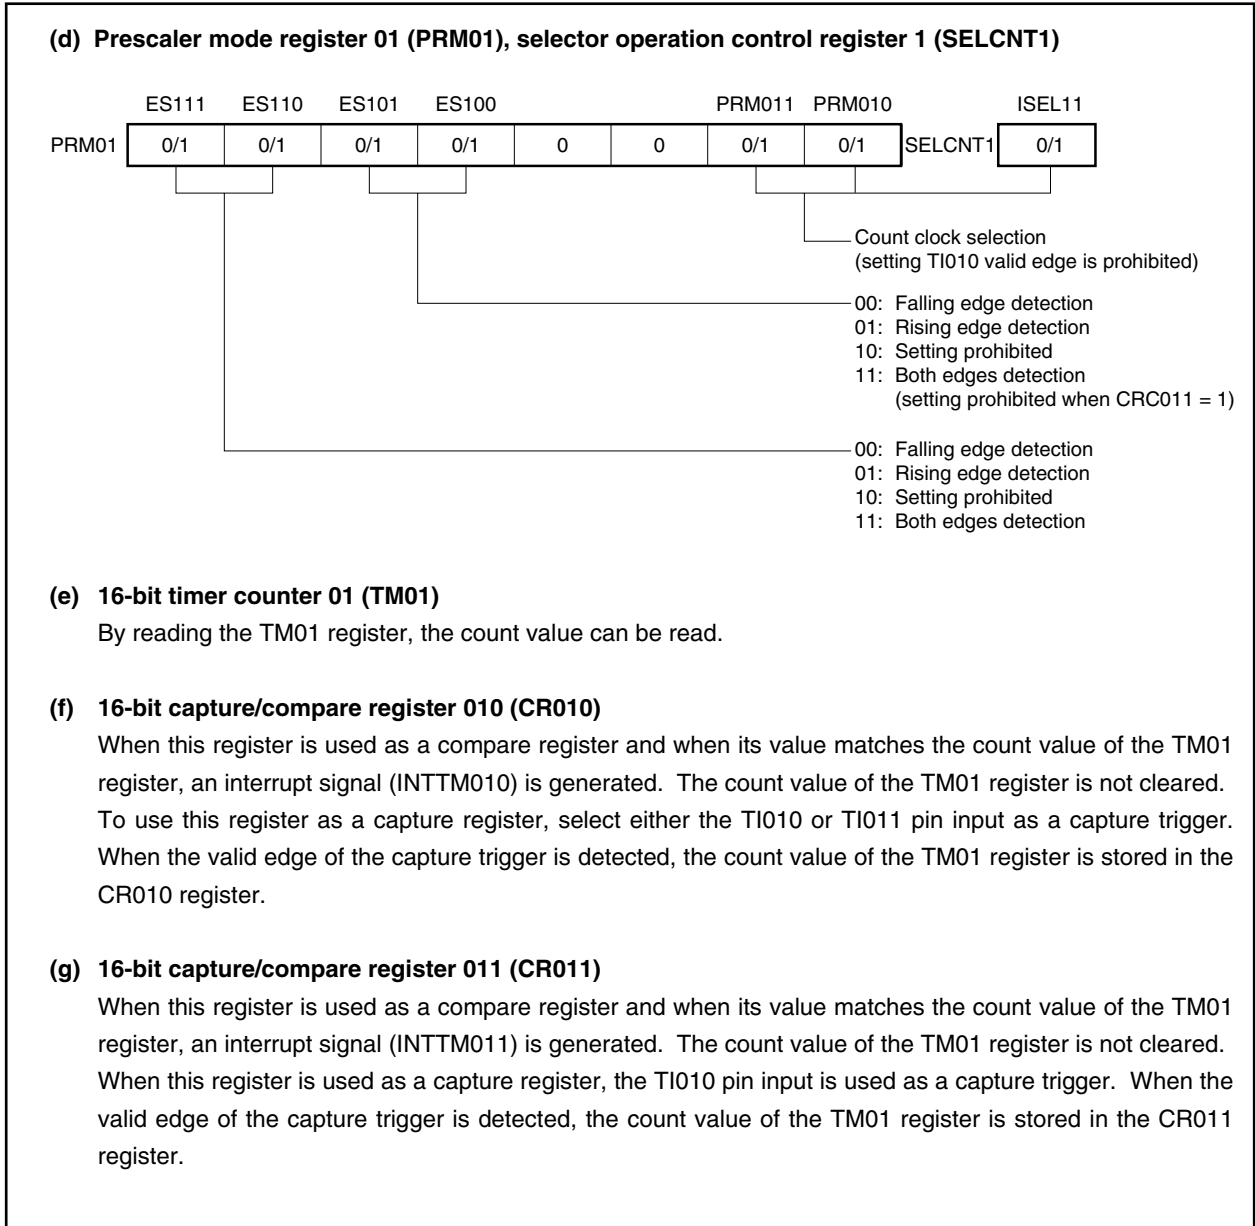 (d) Prescaler mode register 01 (PRM01), selector operation control register 1 (SELCNT1)
ES111 ES110 ES101 ES100 PRM011 PRM010 ISEL11
PRM01 0/1 0/1 0/1 0/1 0 0 0/1 0/1 SELCNT1 0/1
Count clock selection
(setting TI010 valid edge is prohibited)
00: Falling edge detection
01: Rising edge detection
10: Setting prohibited
11: Both edges detection
(setting prohibited when CRC011 = 1)
00: Falling edge detection
01: Rising edge detection
10: Setting prohibited
11: Both edges detection
(e) 16-bit timer counter 01 (TM01)
By reading the TM01 register, the count value can be read.
(f) 16-bit capture/compare register 010 (CR010)
When this register is used as a compare register and when its value matches the count value of the TM01
register, an interrupt signal (INTTM010) is generated. The count value of the TM01 register is not cleared.
To use this register as a capture register, select either the TI010 or TI011 pin input as a capture trigger.
When the valid edge of the capture trigger is detected, the count value of the TM01 register is stored in the
CR010 register.
(g) 16-bit capture/compare register 011 (CR011)
When this register is used as a compare register and when its value matches the count value of the TM01
register, an interrupt signal (INTTM011) is generated. The count value of the TM01 register is not cleared.
When this register is used as a capture register, the TI010 pin input is used as a capture trigger. When the
valid edge of the capture trigger is detected, the count value of the TM01 register is stored in the CR011
register.